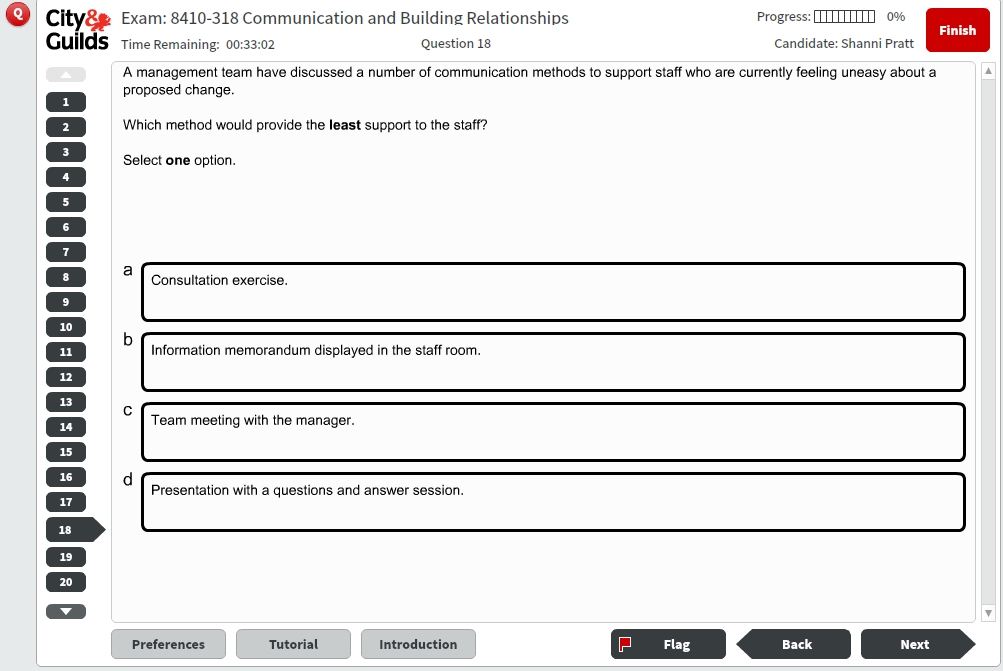 Q
City&
Guilds
Exam: 8410-318 Communication and Building Relationships
Progress: 0%
Finish
Time Remaining: 00:33:02
Question 18
Candidate: Shanni Pratt
1
2
3
4
5
6
7
8
9
10
11
12
13
14
15
16
17
18
19
20
A management team have discussed a number of communication methods to support staff who are currently feeling uneasy about a
proposed change.
Which method would provide the least support to the staff?
Select one option.
a
Consultation exercise.
b
Information memorandum displayed in the staff room.
c
Team meeting with the manager.
d
Presentation with a questions and answer session.
Preferences
Tutorial
Introduction
Flag
Back
Next